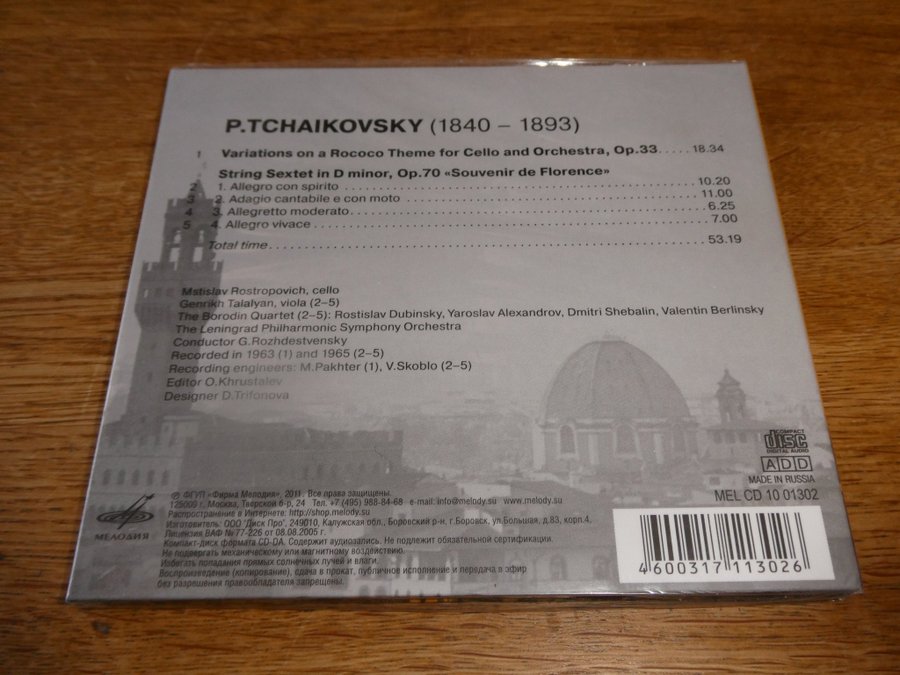 P.TCHAIKOVSKY (1840 – 1893)
1 Variations on a Rococo Theme for Cello and Orchestra, Op.33..... 18.34
String Sextet in D minor, Op.70 «Souvenir de Florence»
2 1. Allegro con spirito 10.20
3 2. Adagio cantabile e con moto 11.00
4 3. Allegretto moderato 6.25
5 4. Allegro vivace 7.00
Total time 53.19
Mstislav Rostropovich, cello
Genrikh Talalyan, viola (2–5)
The Borodin Quartet (2–5): Rostislav Dubinsky, Yaroslav Alexandrov, Dmitri Shebalin, Valentin Berlinsky
The Leningrad Philharmonic Symphony Orchestra
Conductor G.Rozhdestvensky
Recorded in 1963 (1) and 1965 (2–5)
Recording engineers: M.Pakhter (1), V.Skoblo (2–5)
Editor O.Khrustalev
Designer D.Trifonova
COMPACT
disc
DIGITAL AUDIO
ADD
MADE IN RUSSIA
MEL CD 10 01302
МЕЛОДИЯ
℗ ФГУП «Фирма Мелодия», 2011. Все права защищены.
125009 г. Москва, Тверской б-р, 24 Тел. +7 (495) 988-84-68 e-mail: info@melody.su www.melody.su
Распространение в Интернете: http://shop.melody.su
Изготовитель: ООО "Диск Про", 249010, Калужская обл., Боровский р-н, г.Боровск, ул.Большая, д.83, корп.4.
Лицензия ВАФ № 77-226 от 08.08.2005 г.
Компакт-диск формата CD-DA. Содержит аудиозапись. Не подлежит обязательной сертификации.
Не подвергать механическому или магнитному воздействию.
Избегать попадания прямых солнечных лучей и влаги.
Воспроизведение (копирование), сдача в прокат, публичное исполнение и передача в эфир
без разрешения правообладателя запрещены.
4 600317 113026